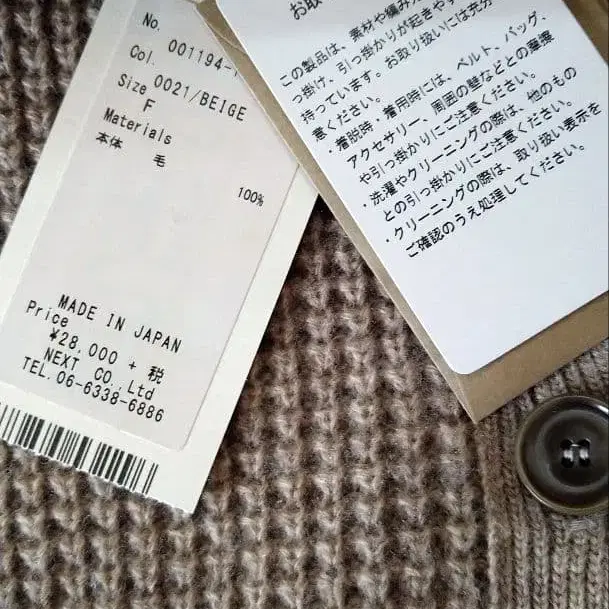 No. 001194-
Col. 0021/BEIGE
Size F
Materials
本体 毛
100%
MADE IN JAPAN
Price
¥28,000 + 税
NEXT CO.,Ltd
TEL.06-6338-6886
お取
この製品は、素材や編み
っ掛け、引っ掛かりが起きやす
持っています。お取り扱いには充分
意ください。
・着脱時・着用時には、ベルト、バッグ、
アクセサリー、周囲の壁などとの摩擦
や引っ掛かりにご注意ください。
・洗濯やクリーニングの際は、他のもの
との引っ掛かりにご注意ください。
・クリーニングの際は、取り扱い表示を
ご確認のうえ処理してください。